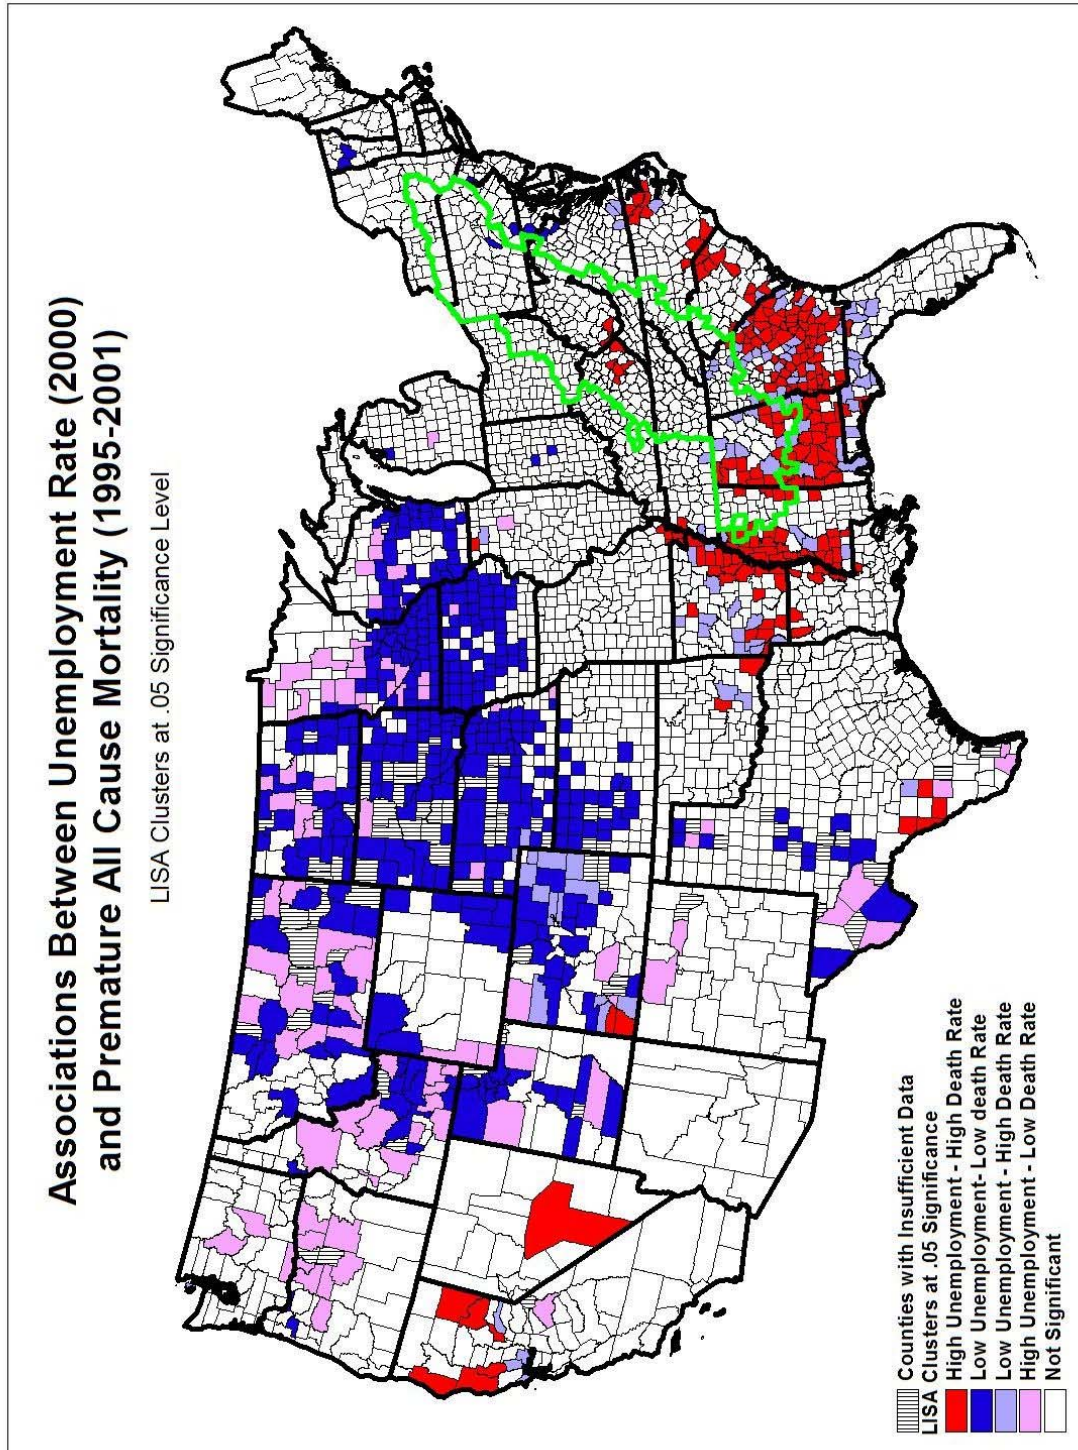 Associations Between Unemployment Rate (2000)
and Premature All Cause Mortality (1995-2001)
LISA Clusters at .05 Significance Level
Counties with Insufficient Data
LISA Clusters at .05 Significance
High Unemployment - High Death Rate
Low Unemployment- Low death Rate
Low Unemployment - High Death Rate
High Unemployment - Low Death Rate
Not Significant